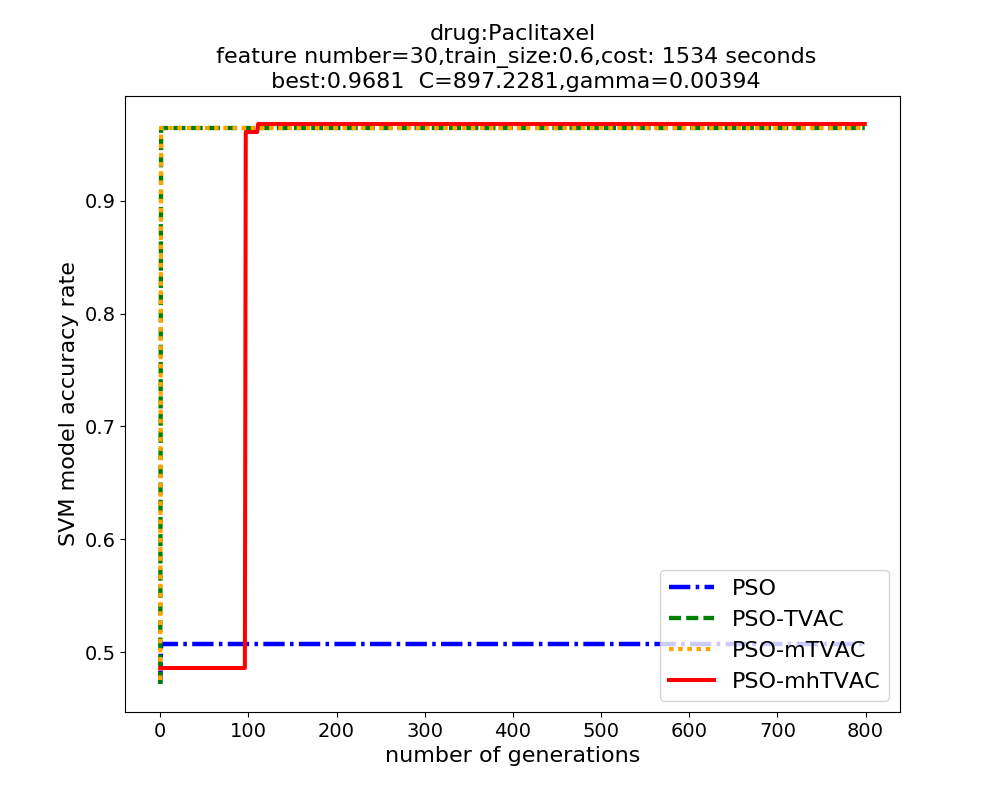 drug:Paclitaxel
feature number=30,train_size:0.6,cost: 1534 seconds
best:0.9681  C=897.2281,gamma=0.00394
SVM model accuracy rate
0.9
0.8
0.7
0.6
0.5
PSO
PSO-TVAC
PSO-mTVAC
PSO-mhTVAC
0 100 200 300 400 500 600 700 800
number of generations